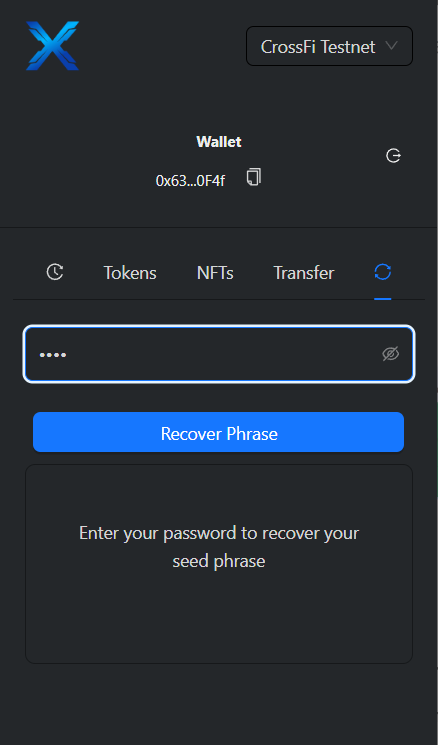 CrossFi Testnet
Wallet
0x63...0F4f
Tokens NFTs Transfer
••••
Recover Phrase
Enter your password to recover your
seed phrase